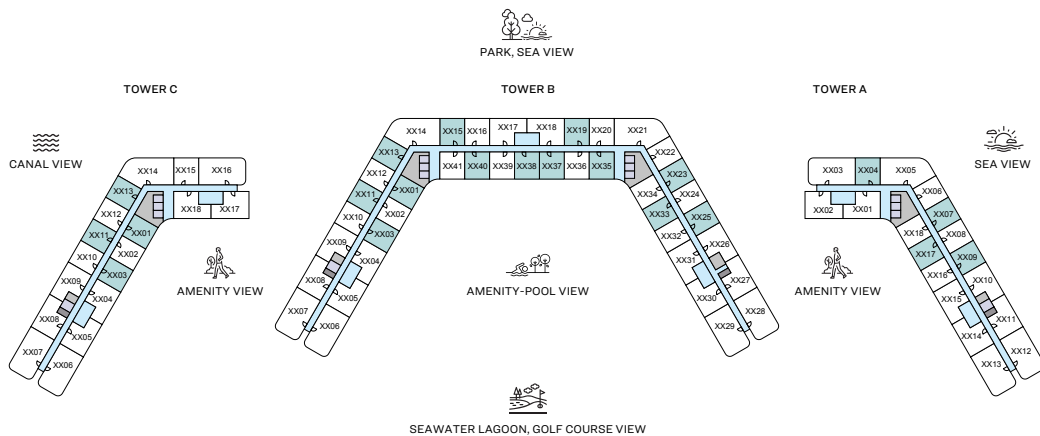 PARK, SEA VIEW
TOWER C
TOWER B
TOWER A
CANAL VIEW
SEA VIEW
XX14
XX15
XX16
XX13
XX12
XX18
XX17
XX11
XX01
XX10
XX02
XX09
XX03
XX08
XX04
XX07
XX05
XX06
AMENITY VIEW
XX14
XX15
XX16
XX17
XX18
XX19
XX20
XX21
XX13
XX41
XX40
XX39
XX38
XX37
XX36
XX35
XX22
XX12
XX01
XX34
XX23
XX11
XX02
XX33
XX24
XX10
XX03
XX32
XX25
XX09
XX04
XX31
XX26
XX08
XX05
XX30
XX27
XX07
XX06
XX29
XX28
AMENITY-POOL VIEW
XX03
XX04
XX05
XX02
XX01
XX06
XX18
XX07
XX17
XX08
XX16
XX09
XX15
XX10
XX14
XX11
XX13
XX12
AMENITY VIEW
SEAWATER LAGOON, GOLF COURSE VIEW